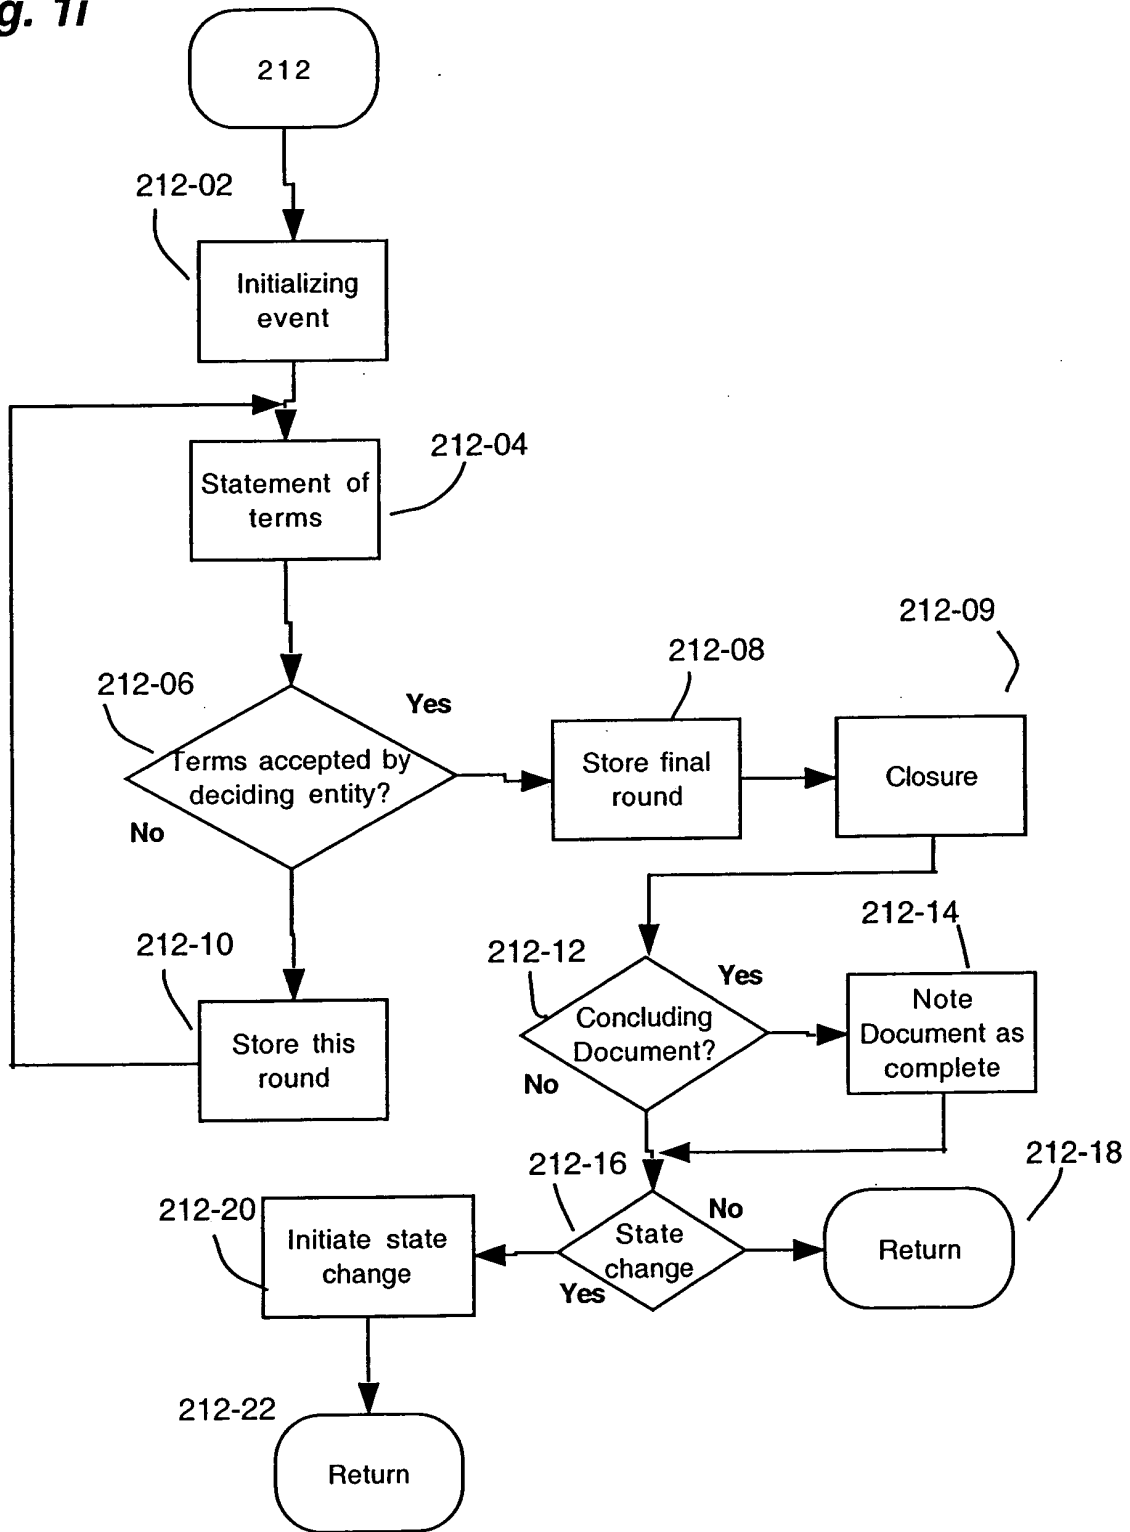 g. 1i
212
212-02
Initializing
event
212-04
Statement of
terms
212-09
212-08
212-06
Yes
Terms accepted by
deciding entity?
Store final
round
Closure
No
212-14
212-10
212-12
Yes
Note
Document as
complete
Concluding
Document?
Store this
round
No
212-18
212-16
212-20
No
State
change
Initiate state
change
Return
Yes
212-22
Return